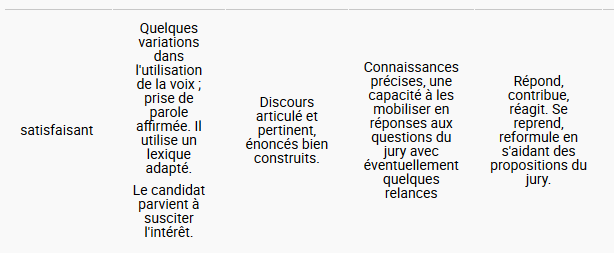 satisfaisant
Quelques
variations
dans
l'utilisation
de la voix ;
prise de
parole
affirmée. Il
utilise un
lexique
adapté.
Le candidat
parvient à
susciter
l'intérêt.
Discours
articulé et
pertinent,
énoncés bien
construits.
Connaissances
précises, une
capacité à les
mobiliser en
réponses aux
questions du
jury avec
éventuellement
quelques
relances
Répond,
contribue,
réagit. Se
reprend,
reformule en
s'aidant des
propositions du
jury.